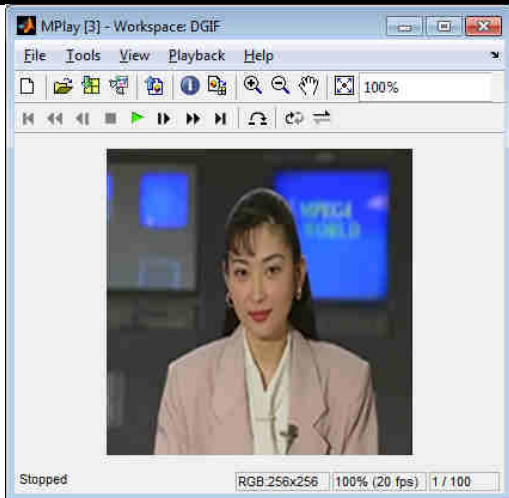 MPlay [3] - Workspace: DGIF
File Tools View Playback Help
100%
MPEG4
WORLD
Stopped
RGB:256x256
100% (20 fps)
1 / 100